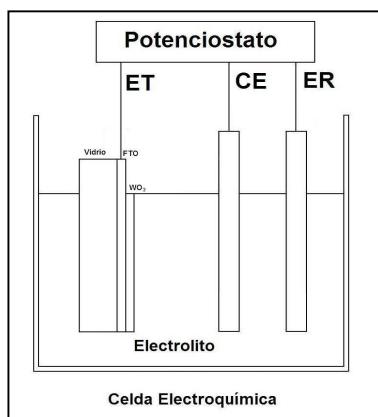 Potenciostato
ET CE ER
Vidrio FTO
WO₃
Electrolito
Celda Electroquímica